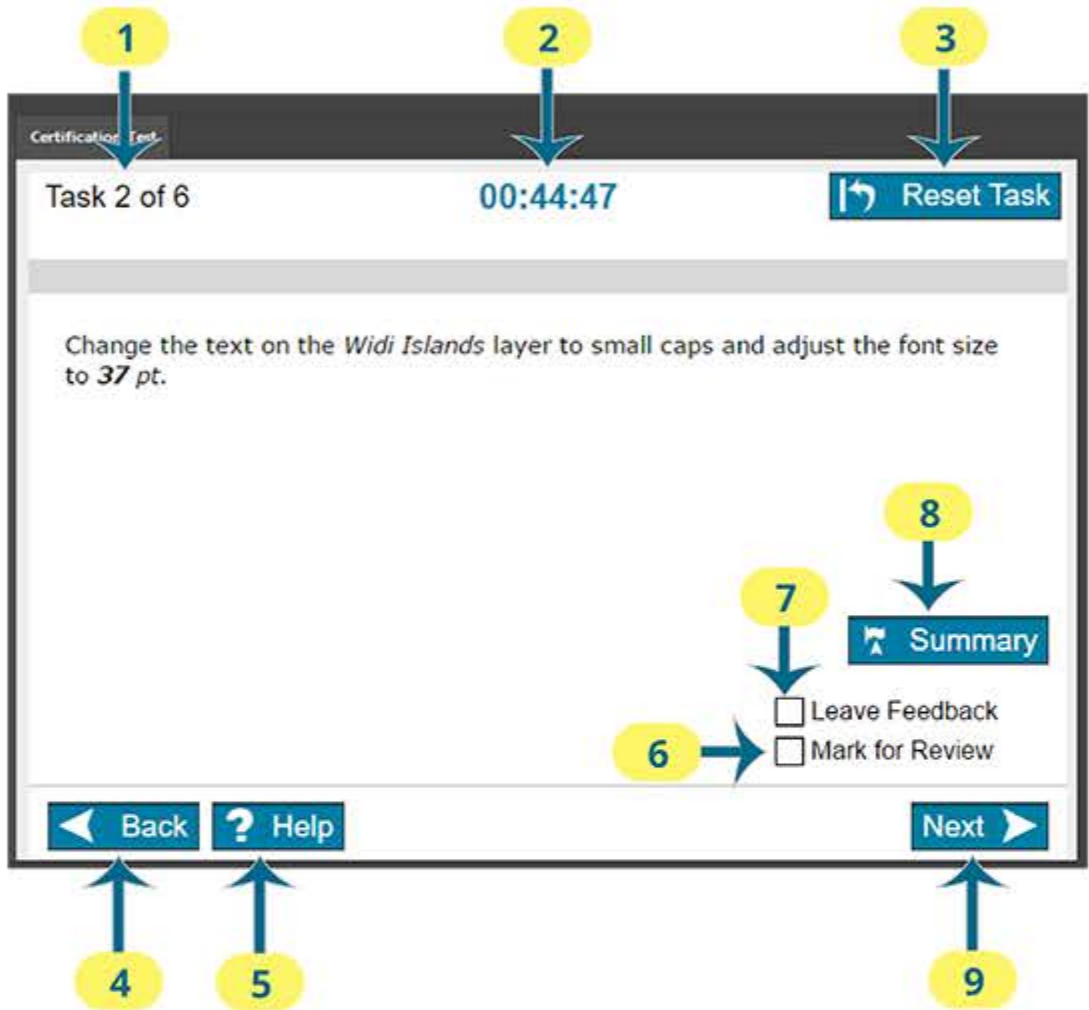 1
2
3
Certification Test
Task 2 of 6
00:44:47
Reset Task
Change the text on the Widi Islands layer to small caps and adjust the font size
to 37 pt.
8
7
Summary
Leave Feedback
6
Mark for Review
Back
? Help
Next
4
5
9